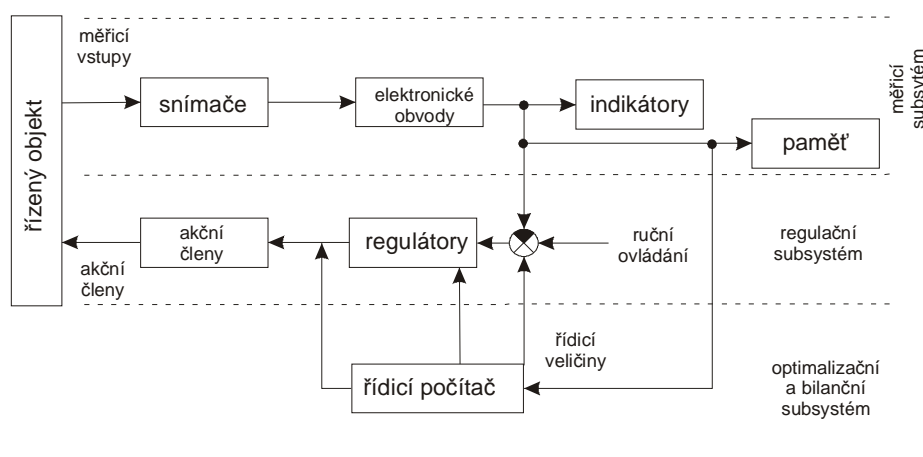 řízený objekt
měřicí
vstupy
snímače
elektronické
obvody
indikátory
měřicí
subsytém
paměť
akční
členy
akční
členy
regulátory
ruční
ovládání
regulační
subsystém
řídicí
veličiny
řídicí počítač
optimalizační
a bilanční
subsystém